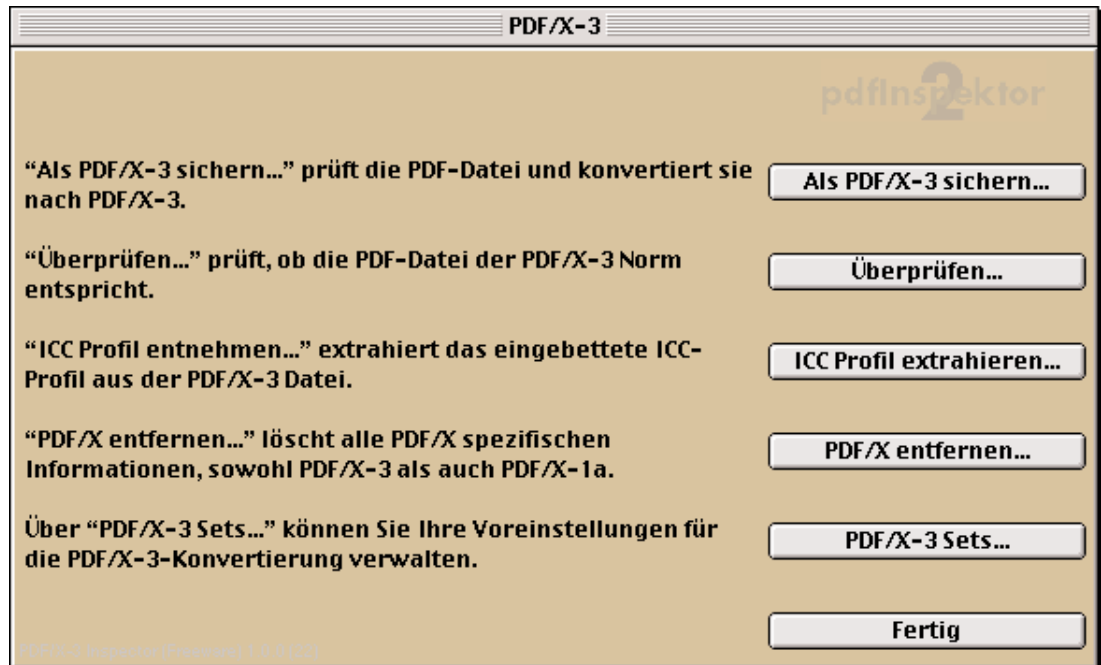 PDF/X-3
pdfInspektor 2
“Als PDF/X-3 sichern...” prüft die PDF-Datei und konvertiert sie
nach PDF/X-3.
Als PDF/X-3 sichern...
“Überprüfen...” prüft, ob die PDF-Datei der PDF/X-3 Norm
entspricht.
Überprüfen...
“ICC Profil entnehmen...” extrahiert das eingebettete ICC-
Profil aus der PDF/X-3 Datei.
ICC Profil extrahieren...
“PDF/X entfernen...” löscht alle PDF/X spezifischen
Informationen, sowohl PDF/X-3 als auch PDF/X-1a.
PDF/X entfernen...
Über “PDF/X-3 Sets...” können Sie Ihre Voreinstellungen für
die PDF/X-3-Konvertierung verwalten.
PDF/X-3 Sets...
Fertig